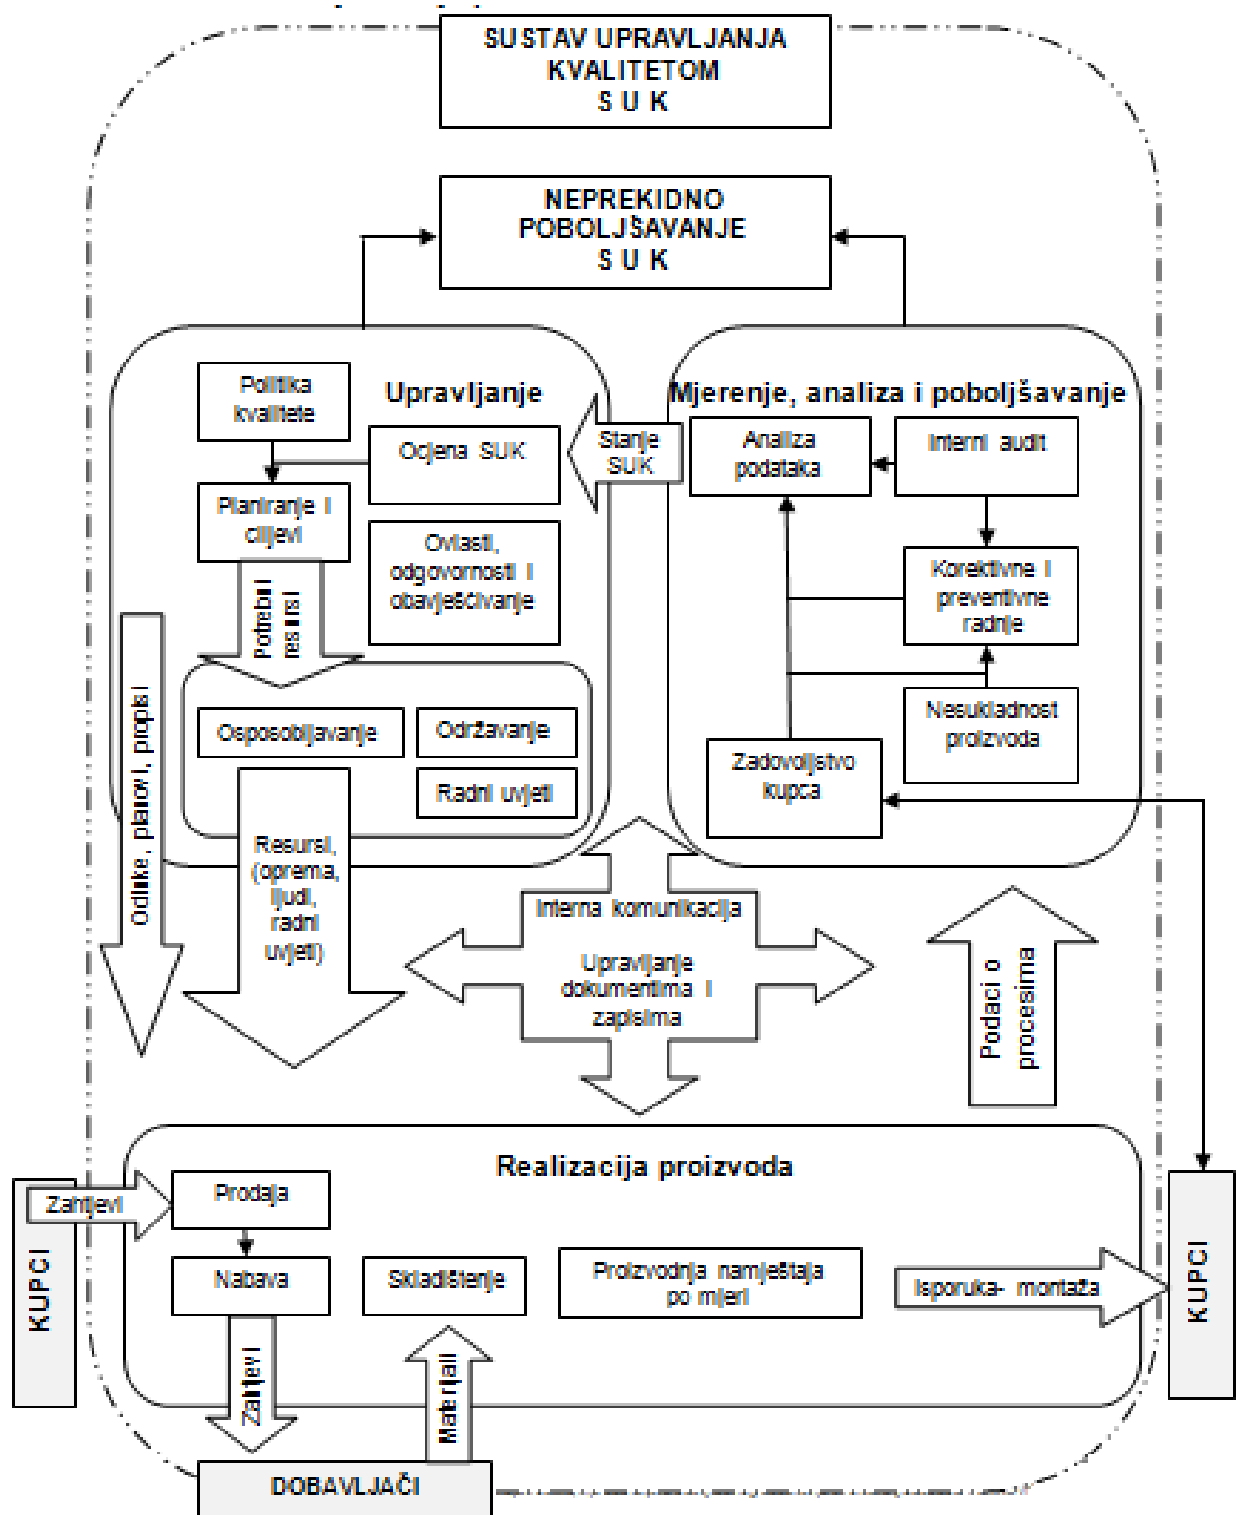 SUSTAV UPRAVLJANJA
KVALITETOM
S U K
NEPREKIDNO
POBOLJŠAVANJE
S U K
Upravljanje
Politika
kvalitete
Ocjena SUK
Planiranje i
ciljevi
Ovlasti,
odgovornosti i
obavješćivanje
Potrebni
resursi
Osposobljavanje
Održavanje
Radni uvjeti
Odlike, planovi, propisi
Resursi,
(oprema,
ljudi,
radni
uvjeti)
Stanje
SUK
Mjerenje, analiza i poboljšavanje
Analiza
podataka
Interni audit
Korektivne i
preventivne
radnje
Nesukladnost
proizvoda
Zadovoljstvo
kupca
Interna komunikacija
Upravljanje
dokumentima i
zapisima
Podaci o
procesima
Realizacija proizvoda
KUPCI
Zahtjevi
Prodaja
Nabava
Skladištenje
Proizvodnja namještaja
po mjeri
Isporuka- montaža
KUPCI
Zahtjevi
Materijali
DOBAVLJAČI